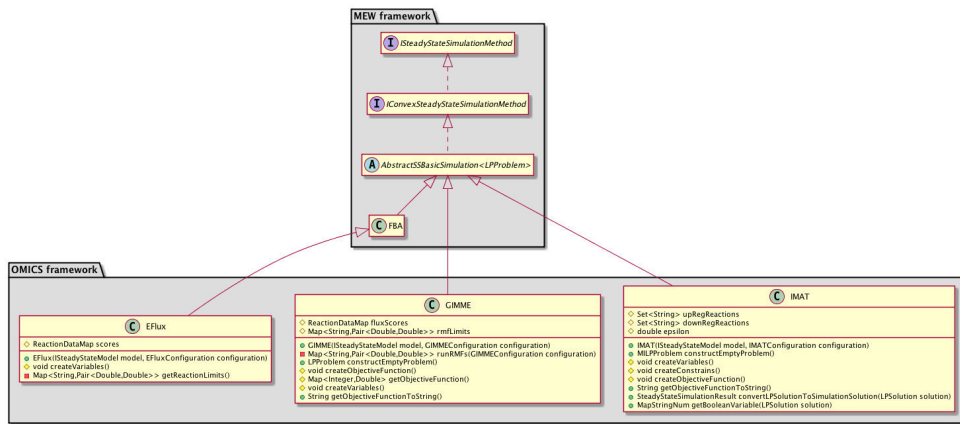 MEW framework
I ISteadyStateSimulationMethod
I IConvexSteadyStateSimulationMethod
A AbstractSSBasicSimulation<LPProblem>
C FBA
OMICS framework
C EFlux
ReactionDataMap scores
EFlux(ISteadyStateModel model, EFluxConfiguration configuration)
void createVariables()
Map<String,Pair<Double,Double>> getReactionLimits()
C GIMME
ReactionDataMap fluxScores
Map<String,Pair<Double,Double>> rmfLimits
GIMME(ISteadyStateModel model, GIMMEConfiguration configuration)
Map<String,Pair<Double,Double>> runRMFs(GIMMEConfiguration configuration)
LPProblem constructEmptyProblem()
void createObjectiveFunction()
Map<Integer,Double> getObjectiveFunction()
void createVariables()
String getObjectiveFunctionToString()
C IMAT
Set<String> upRegReactions
Set<String> downRegReactions
double epsilon
IMAT(ISteadyStateModel model, IMATConfiguration configuration)
MILPProblem constructEmptyProblem()
void createVariables()
void createConstrains()
void createObjectiveFunction()
String getObjectiveFunctionToString()
SteadyStateSimulationResult convertLPSolutionToSimulationSolution(LPSolution solution)
MapStringNum getBooleanVariable(LPSolution solution)